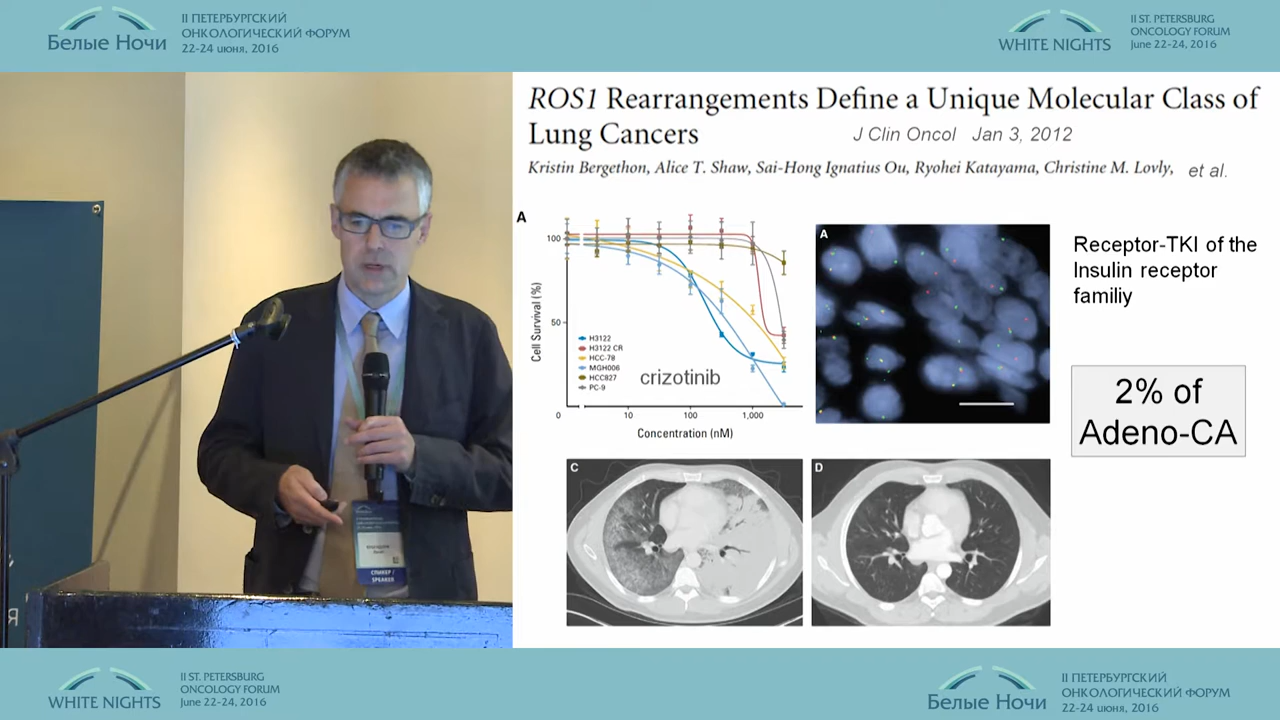 II ПЕТЕРБУРГСКИЙ
ОНКОЛОГИЧЕСКИЙ ФОРУМ
Белые Ночи
22-24 июня, 2016
II ST. PETERSBURG
ONCOLOGY FORUM
WHITE NIGHTS
June 22-24, 2016
ROS1 Rearrangements Define a Unique Molecular Class of
Lung Cancers
J Clin Oncol Jan 3, 2012
Kristin Bergethon, Alice T. Shaw, Sai-Hong Ignatius Ou, Ryohei Katayama, Christine M. Lovly,
et al.
A
100
50
Cell Survival (%)
H3122
H3122 CR
HCC-78
MGH006
HCC827
PC-9
crizotinib
0
10
100
1,000
Concentration (nM)
A
Receptor-TKI of the
Insulin receptor
familiy
2% of
Adeno-CA
C
D
СПИКЕР /
SPEAKER
II ST. PETERSBURG
ONCOLOGY FORUM
WHITE NIGHTS
June 22-24, 2016
II ПЕТЕРБУРГСКИЙ
ОНКОЛОГИЧЕСКИЙ ФОРУМ
Белые Ночи
22-24 июня, 2016